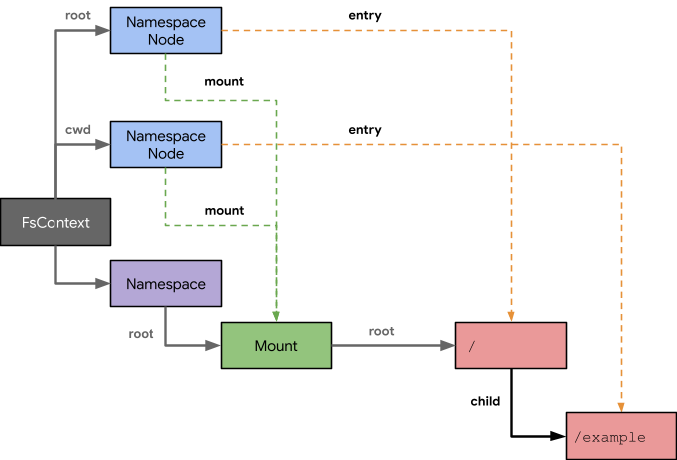 root
Namespace
Node
entry
mount
cwd
Namespace
Node
entry
mount
FsContext
Namespace
root
Mount
root
/
child
/example